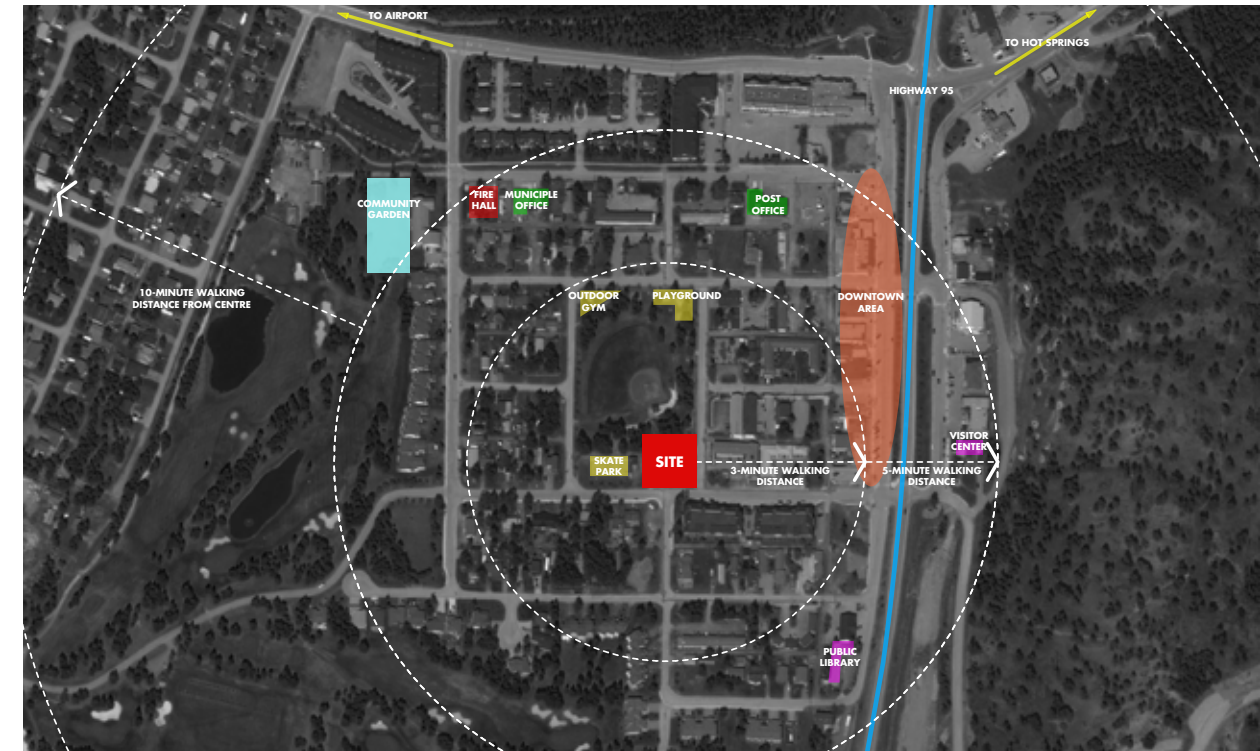 TO AIRPORT
TO HOT SPRINGS
HIGHWAY 95
COMMUNITY
GARDEN
FIRE
HALL
MUNICIPLE
OFFICE
POST
OFFICE
10-MINUTE WALKING
DISTANCE FROM CENTRE
OUTDOOR
GYM
PLAYGROUND
DOWNTOWN
AREA
VISITOR
CENTER
SKATE
PARK
SITE
3-MINUTE WALKING
DISTANCE
5-MINUTE WALKING
DISTANCE
PUBLIC
LIBRARY